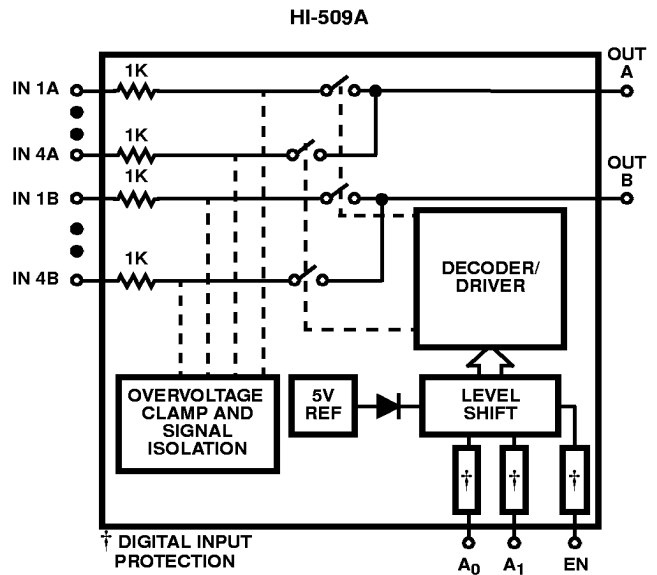 HI-509A
OUT
A
IN 1A
1K
IN 4A
1K
OUT
B
IN 1B
1K
IN 4B
1K
DECODER/
DRIVER
OVERVOLTAGE
CLAMP AND
SIGNAL
ISOLATION
5V
REF
LEVEL
SHIFT
†
†
†
† DIGITAL INPUT
PROTECTION
A0
A1
EN